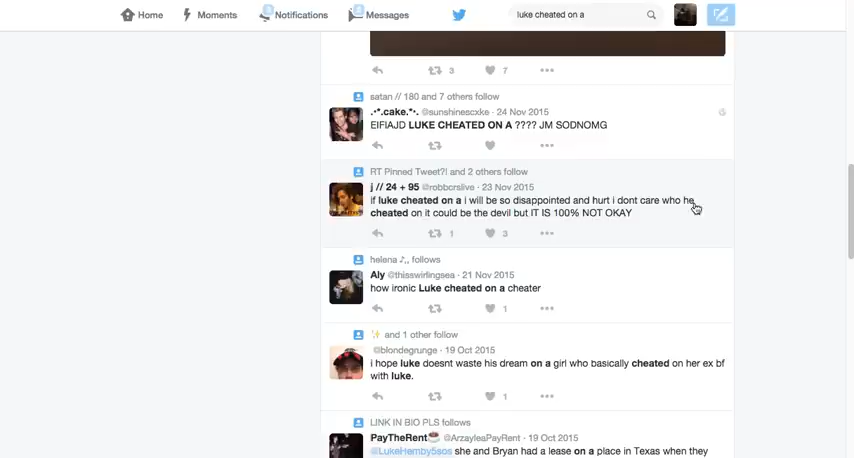 Home Moments Notifications Messages luke cheated on a
3 7
satan // 180 and 7 others follow
.·*.cake.*·. @sunshinescxke · 24 Nov 2015
EIFIAJD LUKE CHEATED ON A ???? JM SODNOMG
RT Pinned Tweet?! and 2 others follow
j // 24 + 95 @robbcrslive · 23 Nov 2015
if luke cheated on a i will be so disappointed and hurt i dont care who he
cheated on it could be the devil but IT IS 100% NOT OKAY
1 3
helena ♪,, follows
Aly @thisswirlingsea · 21 Nov 2015
how ironic Luke cheated on a cheater
1
✨ and 1 other follow
@blondegrunge · 19 Oct 2015
i hope luke doesnt waste his dream on a girl who basically cheated on her ex bf
with luke.
1
LINK IN BIO PLS follows
PayTheRent☕ @ArzayleaPayRent · 19 Oct 2015
@LukeHemby5sos she and Bryan had a lease on a place in Texas when they